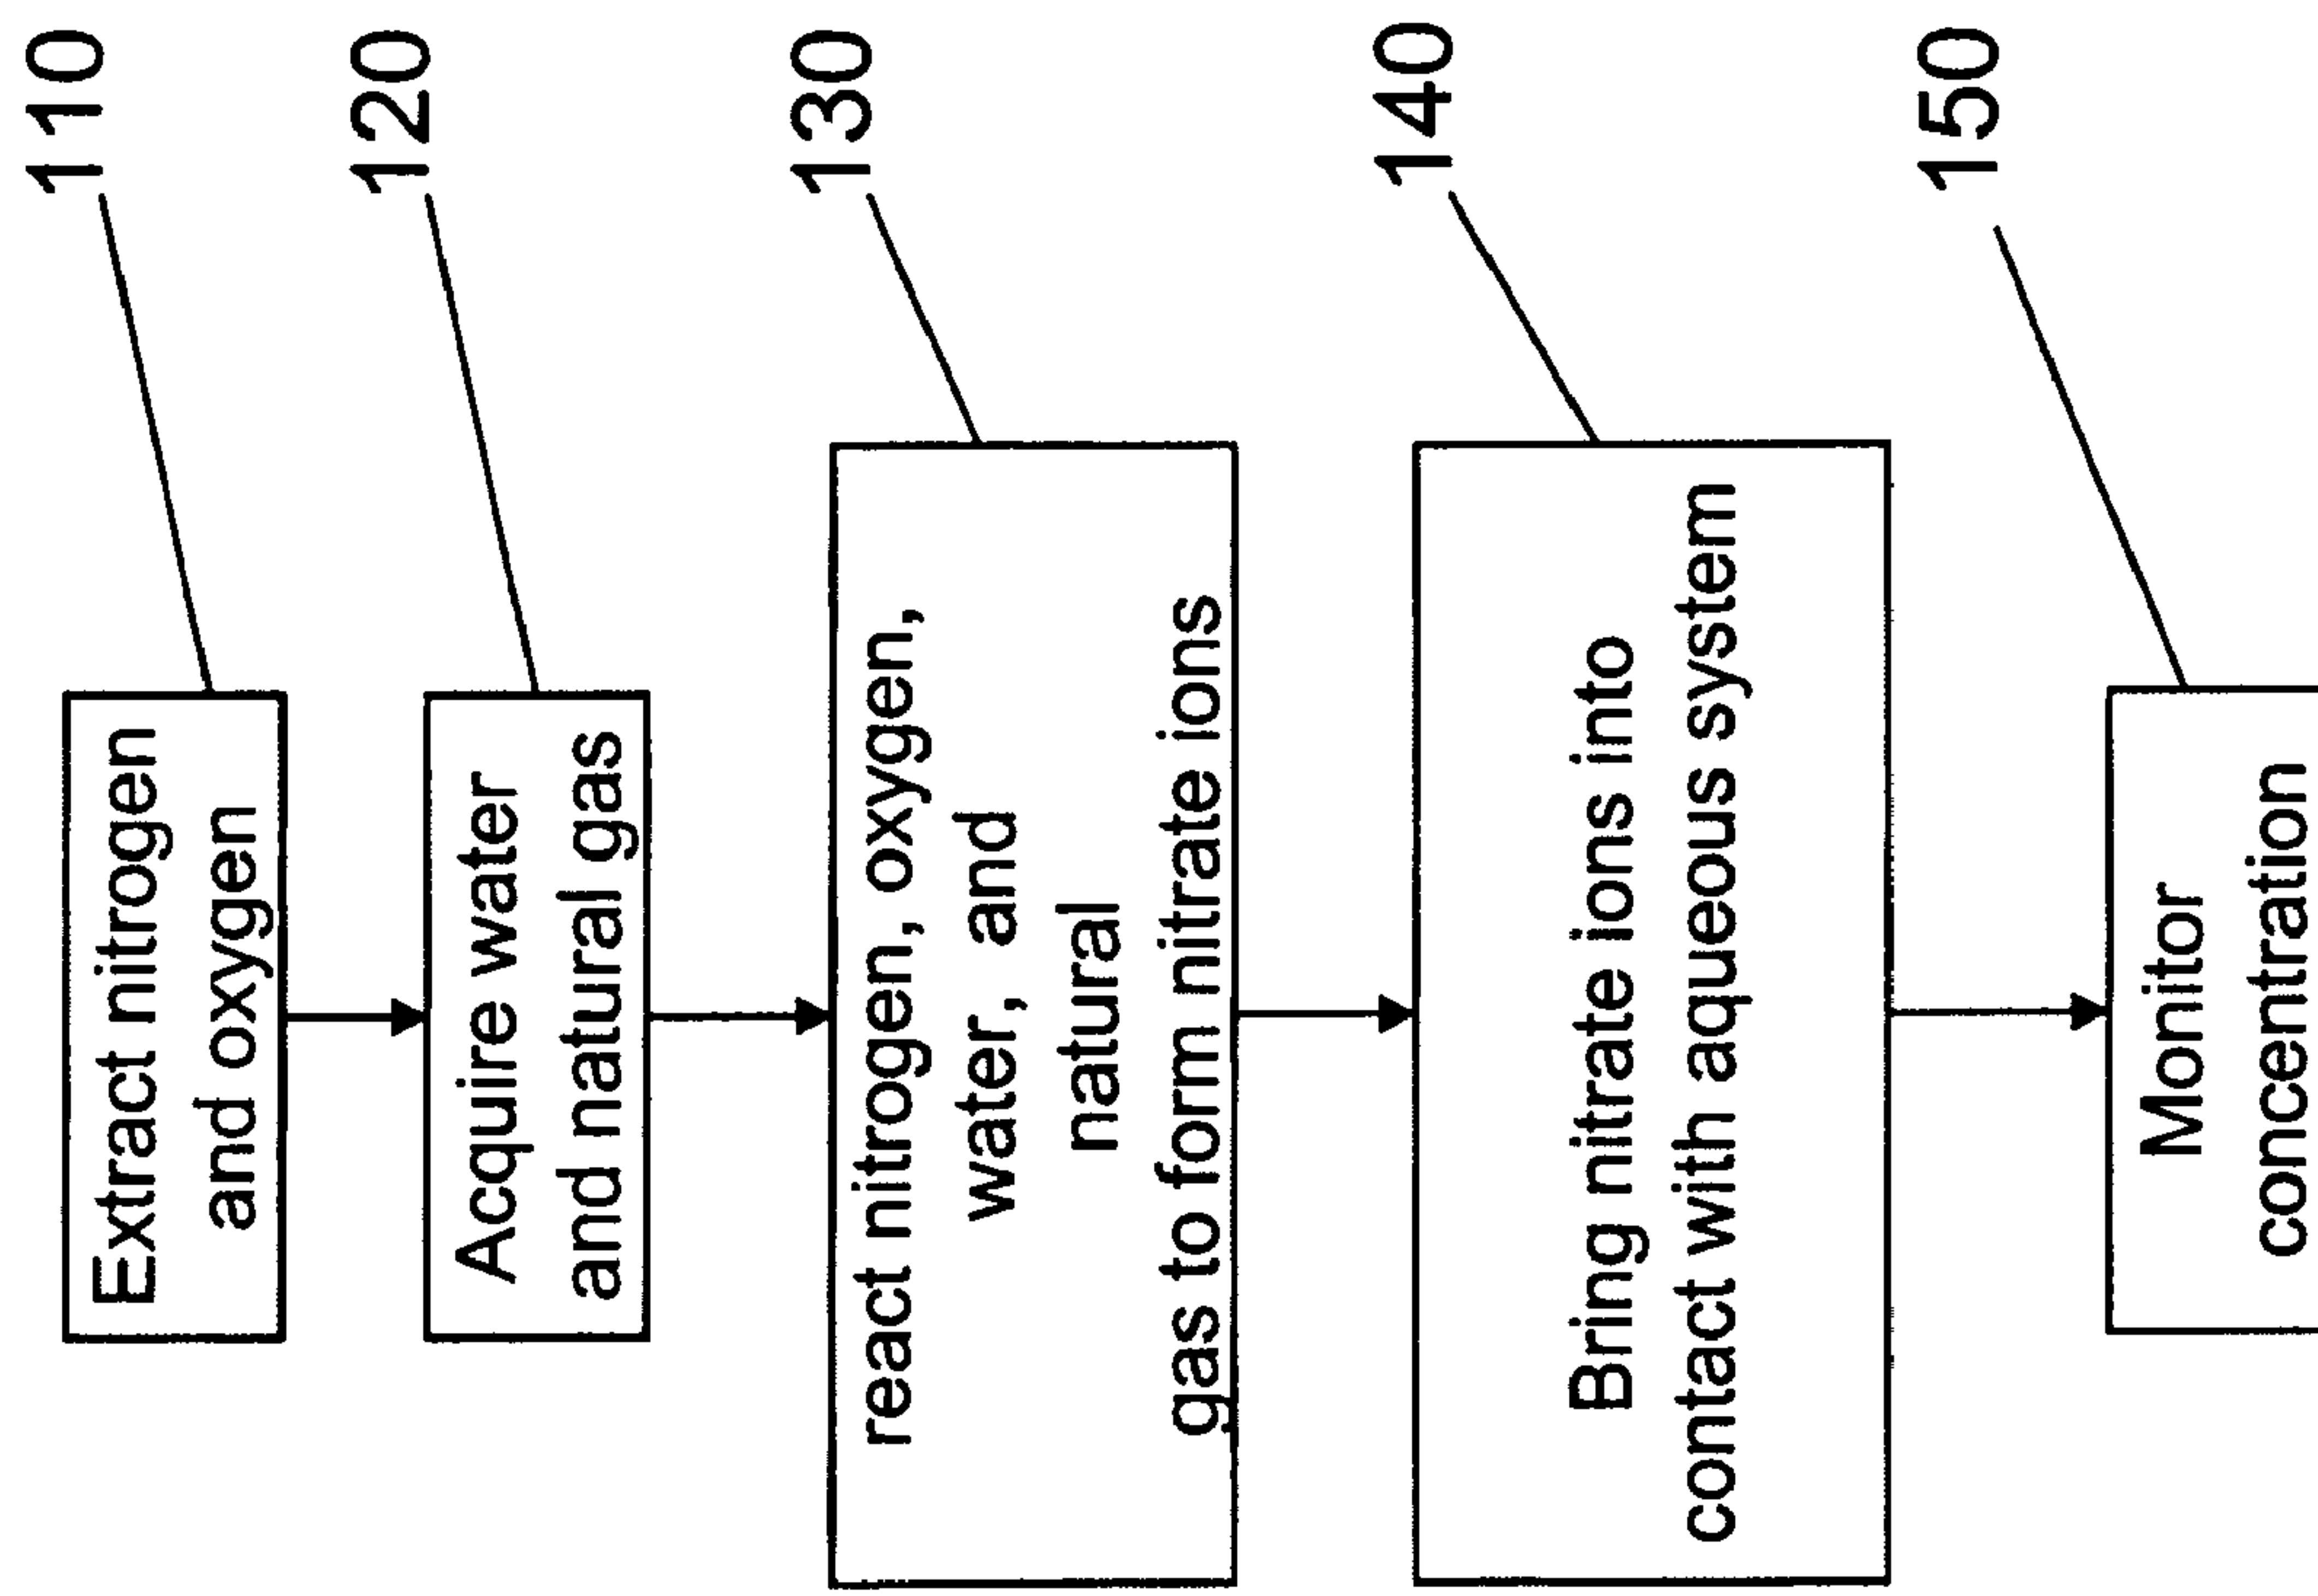 110
Extract nitrogen
and oxygen
120
Acquire water
and natural gas
130
react nitrogen, oxygen,
water, and
natural
gas to form nitrate ions
140
Bring nitrate ions into
contact with aqueous system
150
Monitor
concentration